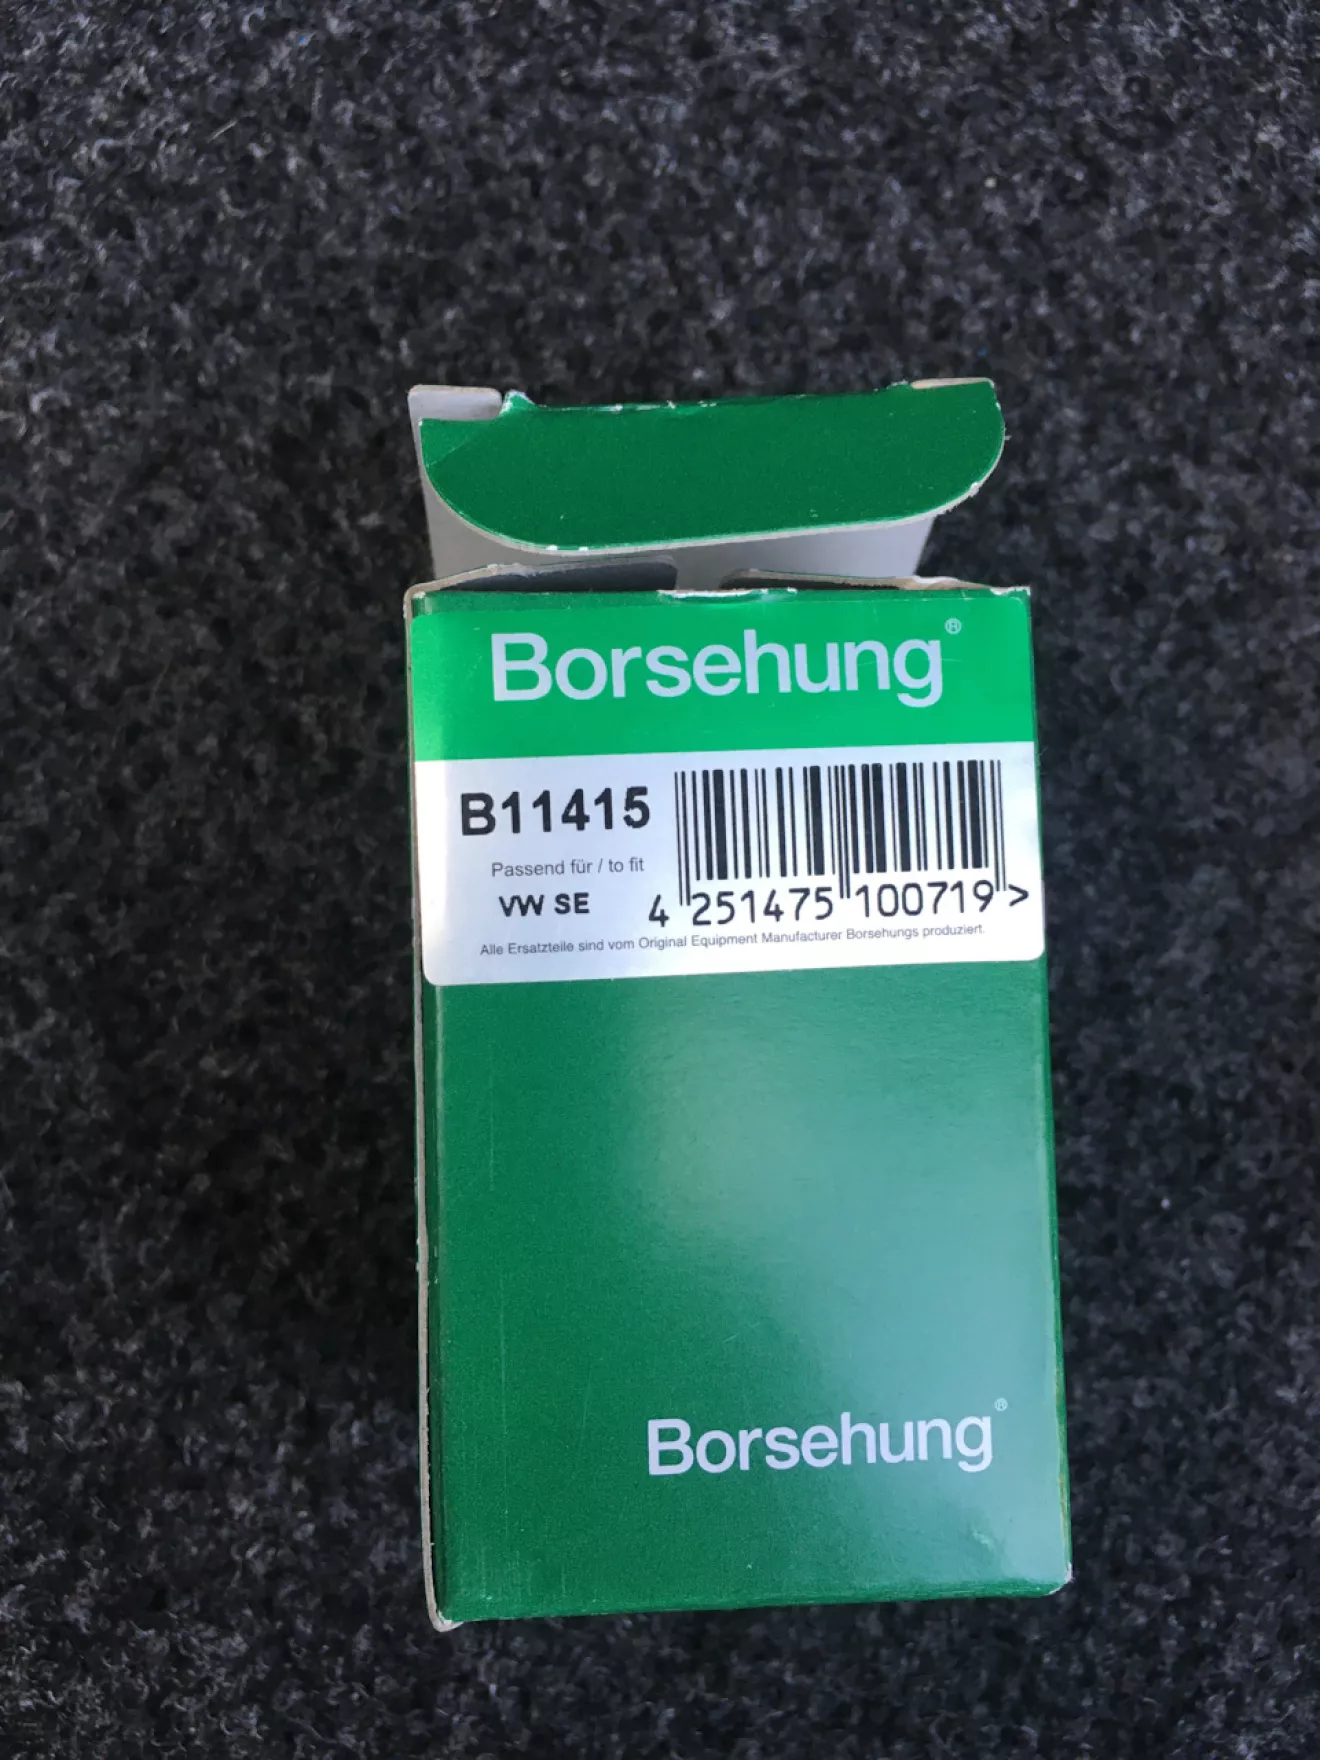 Borsehung®
B11415
Passend für / to fit
VW SE
4 251475 100719 >
Alle Ersatzteile sind vom Original Equipment Manufacturer Borsehungs produziert.
Borsehung®